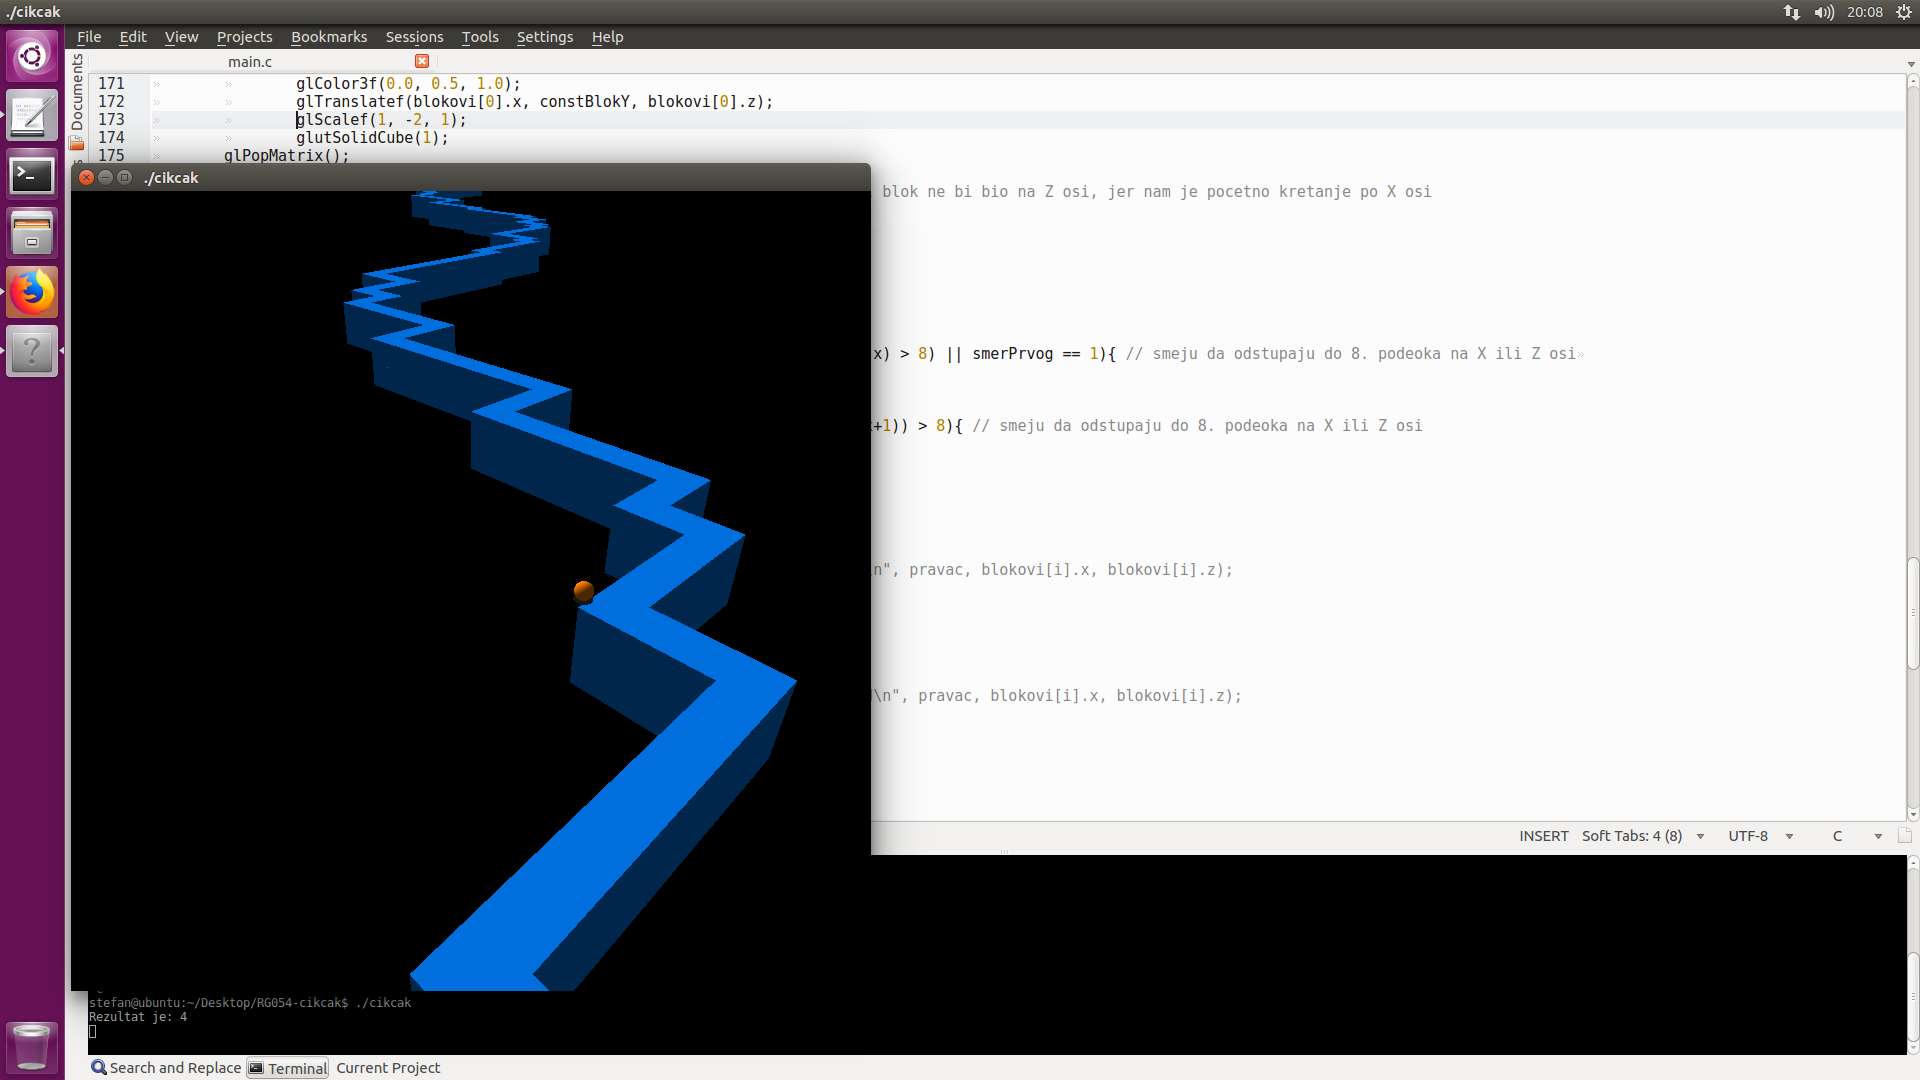 ./cikcak
20:08
File Edit View Projects Bookmarks Sessions Tools Settings Help
Documents
main.c
171 glColor3f(0.0, 0.5, 1.0);
172 glTranslatef(blokovi[0].x, constBlokY, blokovi[0].z);
173 glScalef(1, -2, 1);
174 glutSolidCube(1);
175 glPopMatrix();
./cikcak
blok ne bi bio na Z osi, jer nam je pocetno kretanje po X osi
x) > 8) || smerPrvog == 1){ // smeju da odstupaju do 8. podeoka na X ili Z osi
+1)) > 8){ // smeju da odstupaju do 8. podeoka na X ili Z osi
\n", pravac, blokovi[i].x, blokovi[i].z);
\n", pravac, blokovi[i].x, blokovi[i].z);
INSERT Soft Tabs: 4 (8) UTF-8 C
stefan@ubuntu:~/Desktop/RG054-cikcak$ ./cikcak
Rezultat je: 4
Search and Replace Terminal Current Project